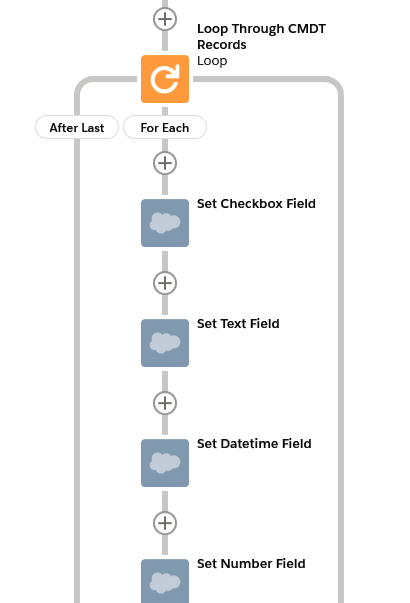 Loop Through CMDT
Records
Loop
After Last
For Each
Set Checkbox Field
Set Text Field
Set Datetime Field
Set Number Field